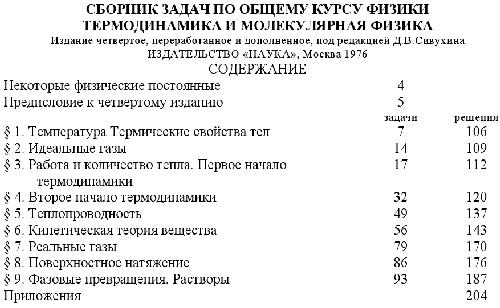 СБОРНИК ЗАДАЧ ПО ОБЩЕМУ КУРСУ ФИЗИКИ
ТЕРМОДИНАМИКА И МОЛЕКУЛЯРНАЯ ФИЗИКА
Издание четвертое, переработанное и дополненное, под редакцией Д.В.Сивухина
ИЗДАТЕЛЬСТВО «НАУКА», Москва 1976
СОДЕРЖАНИЕ
Некоторые физические постоянные 4
Предисловие к четвертому изданию 5
задачи решения
§ 1. Температура Термические свойства тел 7 106
§ 2. Идеальные газы 14 109
§ 3. Работа и количество тепла. Первое начало 17 112
термодинамики
§ 4. Второе начало термодинамики 32 120
§ 5. Теплопроводность 49 137
§ 6. Кинетическая теория вещества 56 143
§ 7. Реальные газы 79 170
§ 8. Поверхностное натяжение 86 176
§ 9. Фазовые превращения. Растворы 93 187
Приложения 204